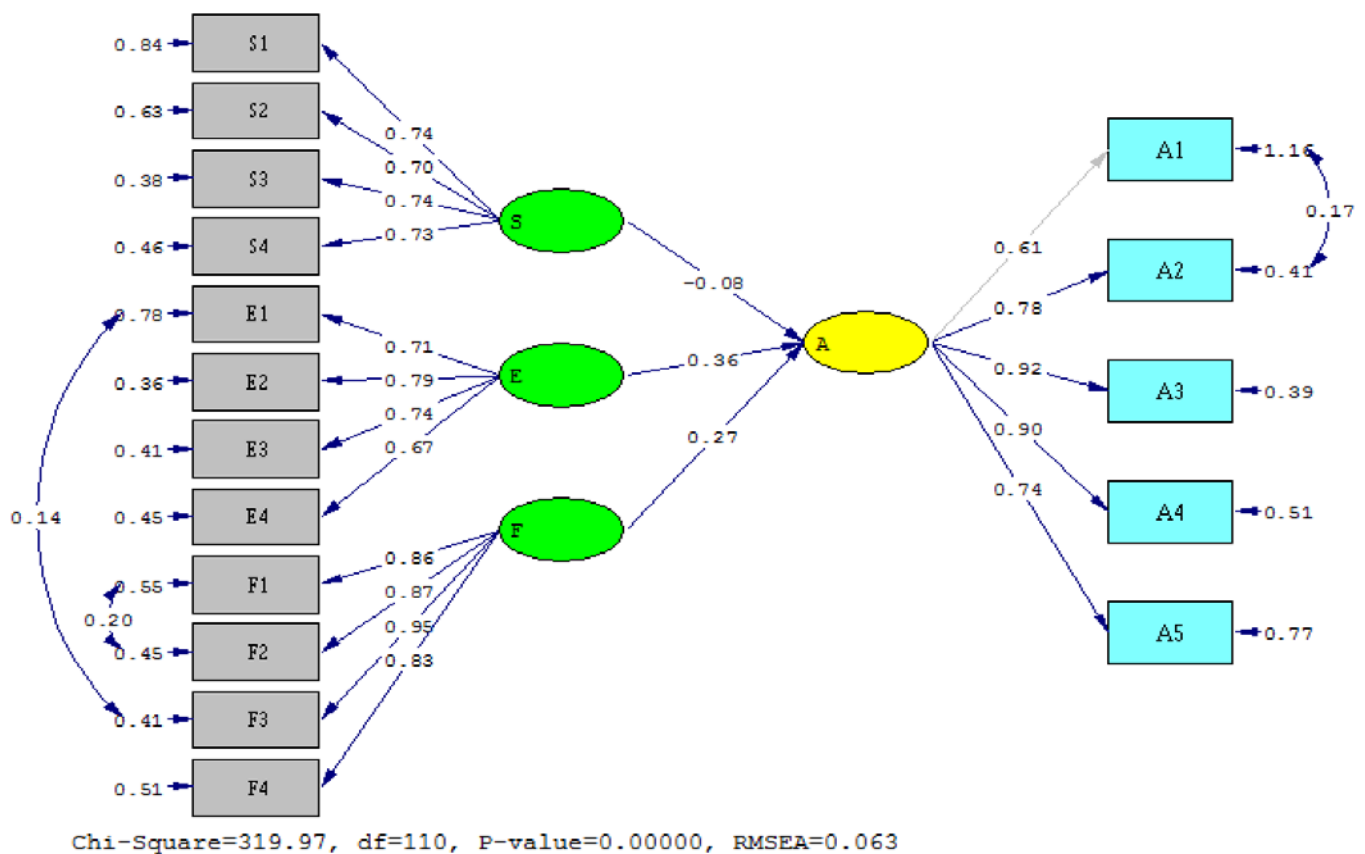 0.84 S1
0.63 S2
0.38 S3
0.46 S4
0.78 E1
0.36 E2
0.41 E3
0.45 E4
0.55 F1
0.45 F2
0.41 F3
0.51 F4
0.14
0.20
0.74
0.70
0.74
0.73
0.71
0.79
0.74
0.67
0.86
0.87
0.95
0.83
S
E
F
-0.08
0.36
0.27
A
0.61
0.78
0.92
0.90
0.74
A1 1.16
A2 0.41
A3 0.39
A4 0.51
A5 0.77
0.17
Chi-Square=319.97, df=110, P-value=0.00000, RMSEA=0.063